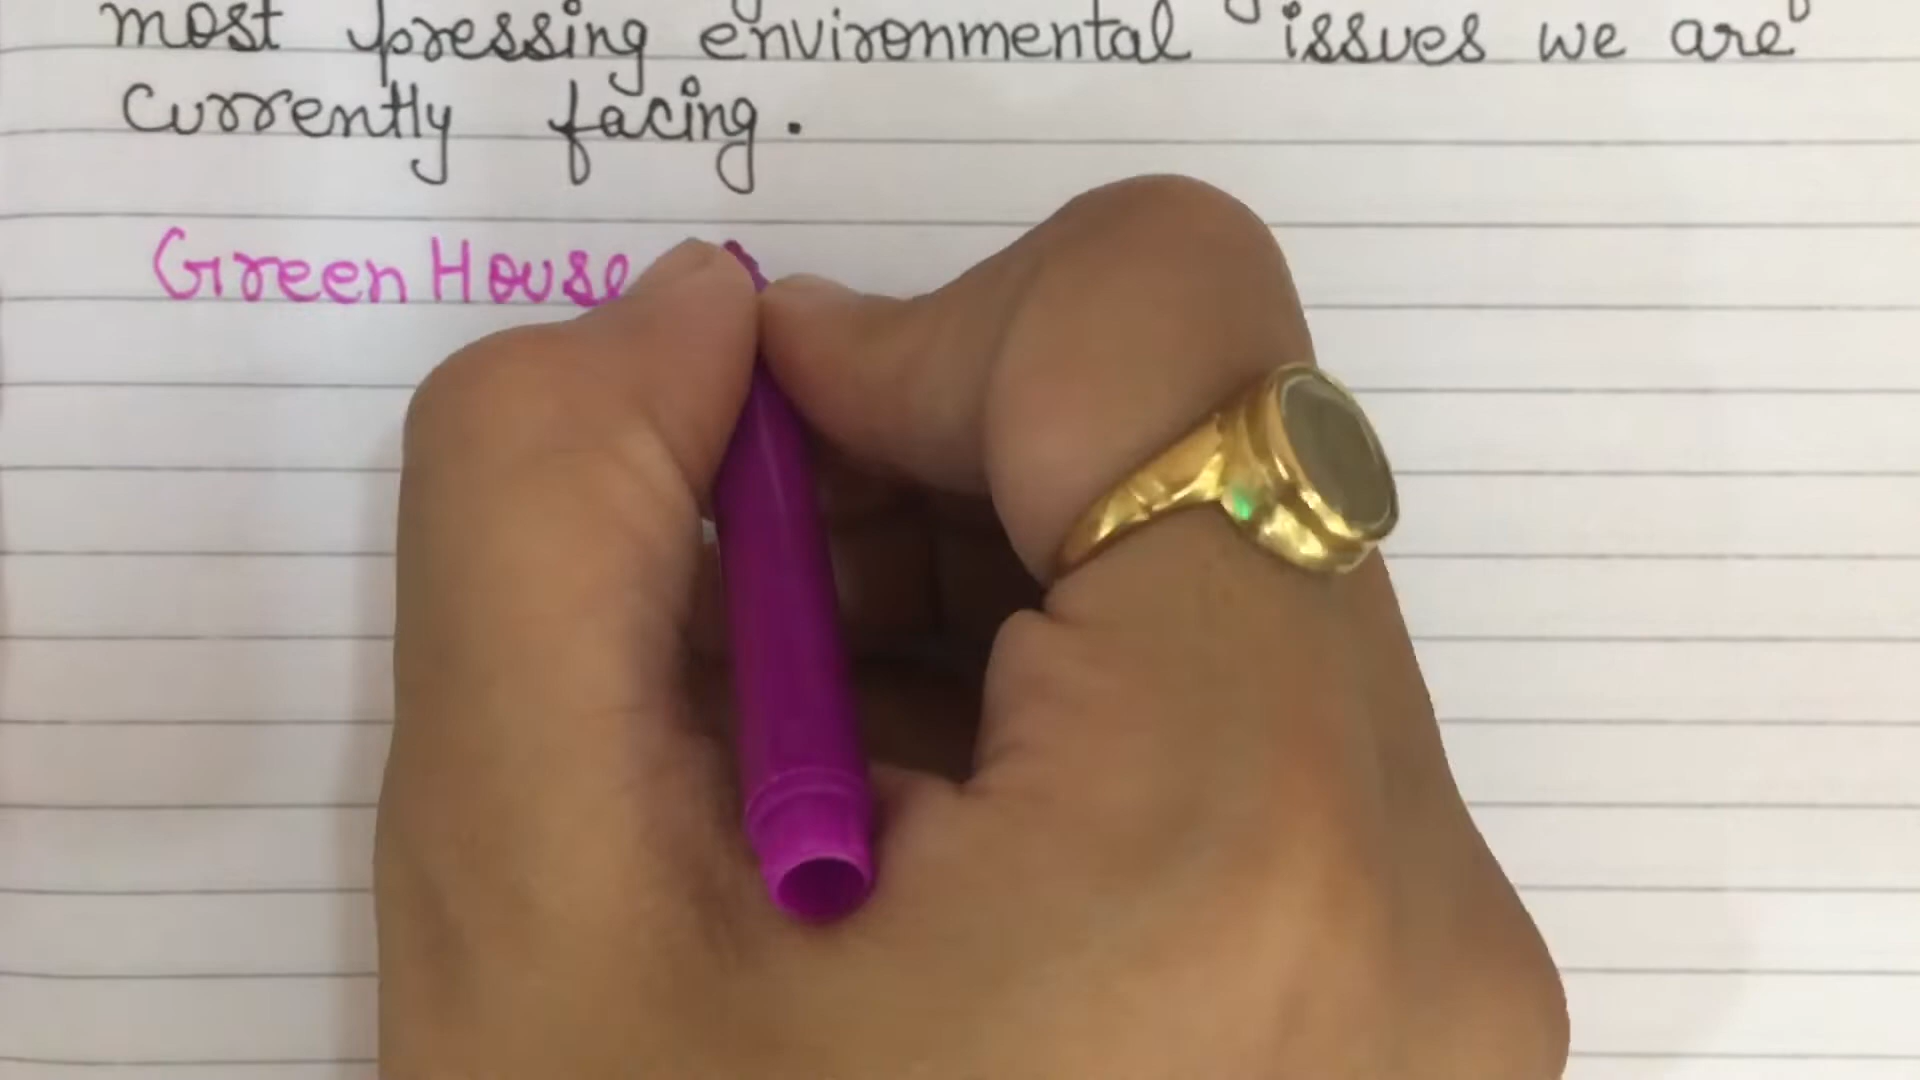 most pressing environmental issues we are
currently facing.
Green House